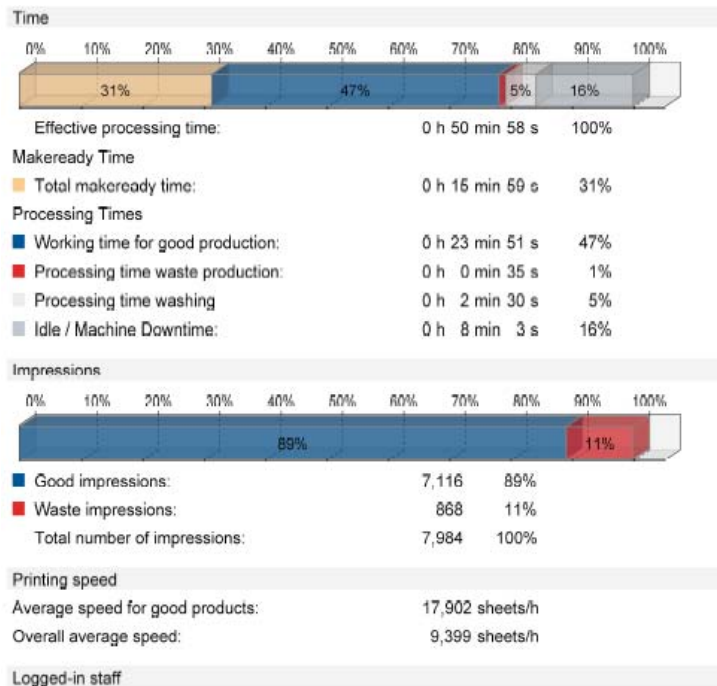 Time
0% 10% 20% 30% 40% 50% 60% 70% 80% 90% 100%
31% 47% 5% 16%
Effective processing time: 0 h 50 min 58 s 100%
Makeready Time
Total makeready time: 0 h 15 min 59 s 31%
Processing Times
Working time for good production: 0 h 23 min 51 s 47%
Processing time waste production: 0 h 0 min 35 s 1%
Processing time washing 0 h 2 min 30 s 5%
Idle / Machine Downtime: 0 h 8 min 3 s 16%
Impressions
0% 10% 20% 30% 40% 50% 60% 70% 80% 90% 100%
89% 11%
Good impressions: 7,116 89%
Waste impressions: 868 11%
Total number of impressions: 7,984 100%
Printing speed
Average speed for good products: 17,902 sheets/h
Overall average speed: 9,399 sheets/h
Logged-in staff